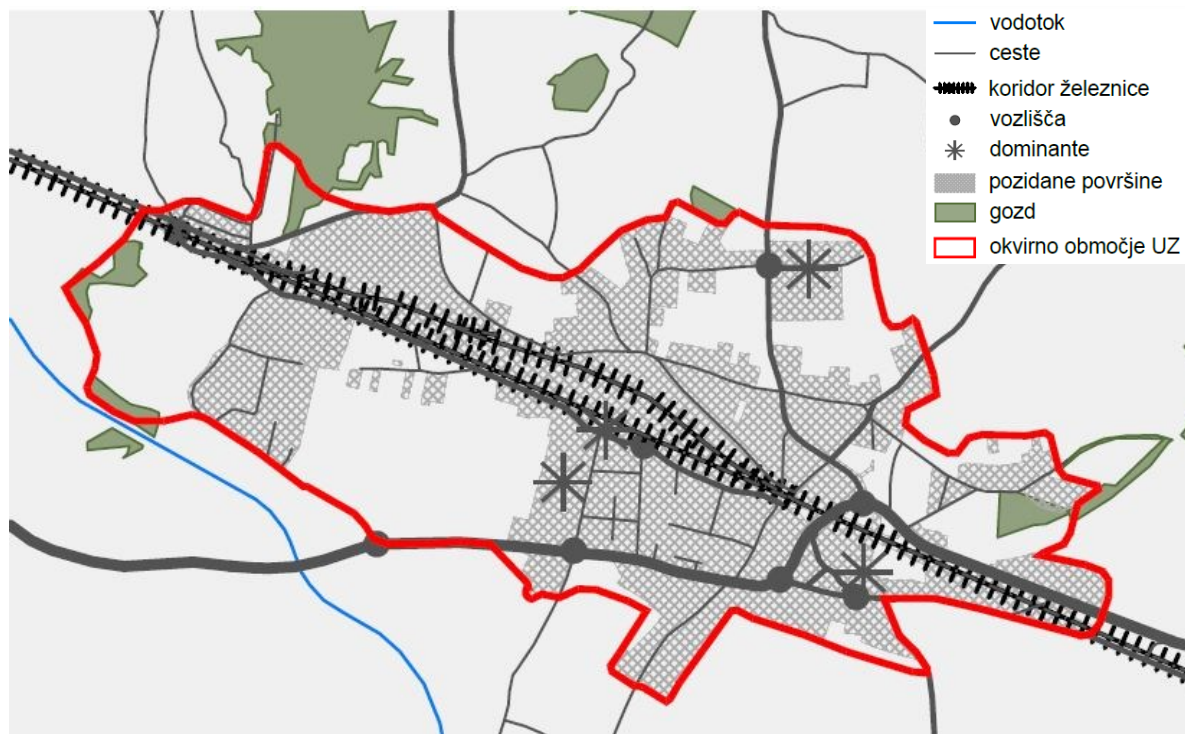 vodotok
ceste
koridor železnice
vozlišča
dominante
pozidane površine
gozd
okvirno območje UZ